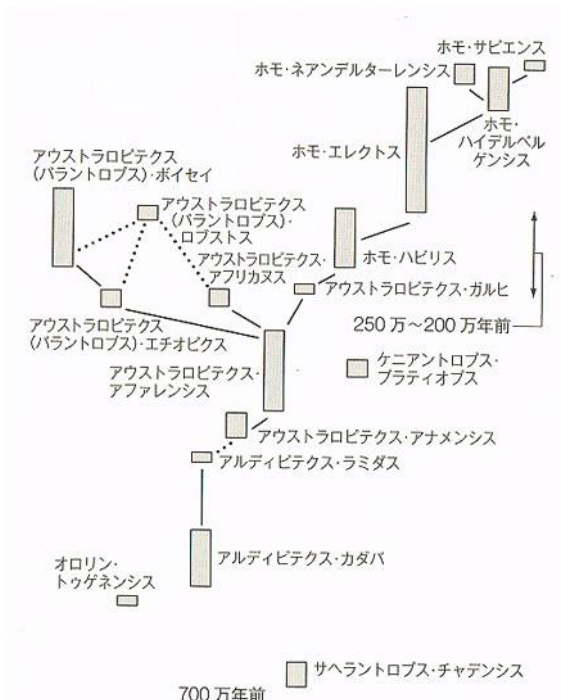 ホモ・サピエンス
ホモ・ネアンデルターレンシス
ホモ・
ハイデルベル
ゲンシス
ホモ・エレクトス
アウストラロピテクス
(パラントロプス)・ボイセイ
アウストラロピテクス
(パラントロプス)・
ロブストス
アウストラロピテクス・
アフリカヌス
ホモ・ハビリス
アウストラロピテクス・ガルヒ
アウストラロピテクス
(パラントロプス)・エチオピクス
250万～200万年前
アウストラロピテクス・
アファレンシス
ケニアントロプス・
プラティオプス
アウストラロピテクス・アナメンシス
アルディピテクス・ラミダス
アルディピテクス・カダバ
オロリン・
トゥゲネンシス
サヘラントロプス・チャデンシス
700万年前